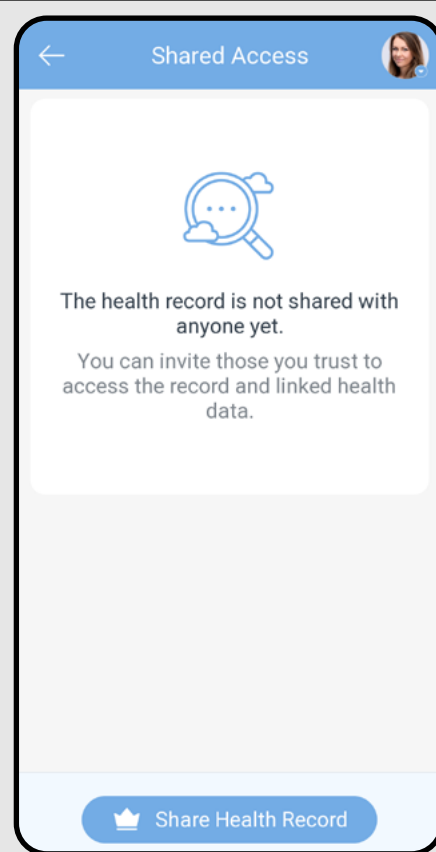 Shared Access
The health record is not shared with
anyone yet.
You can invite those you trust to
access the record and linked health
data.
Share Health Record